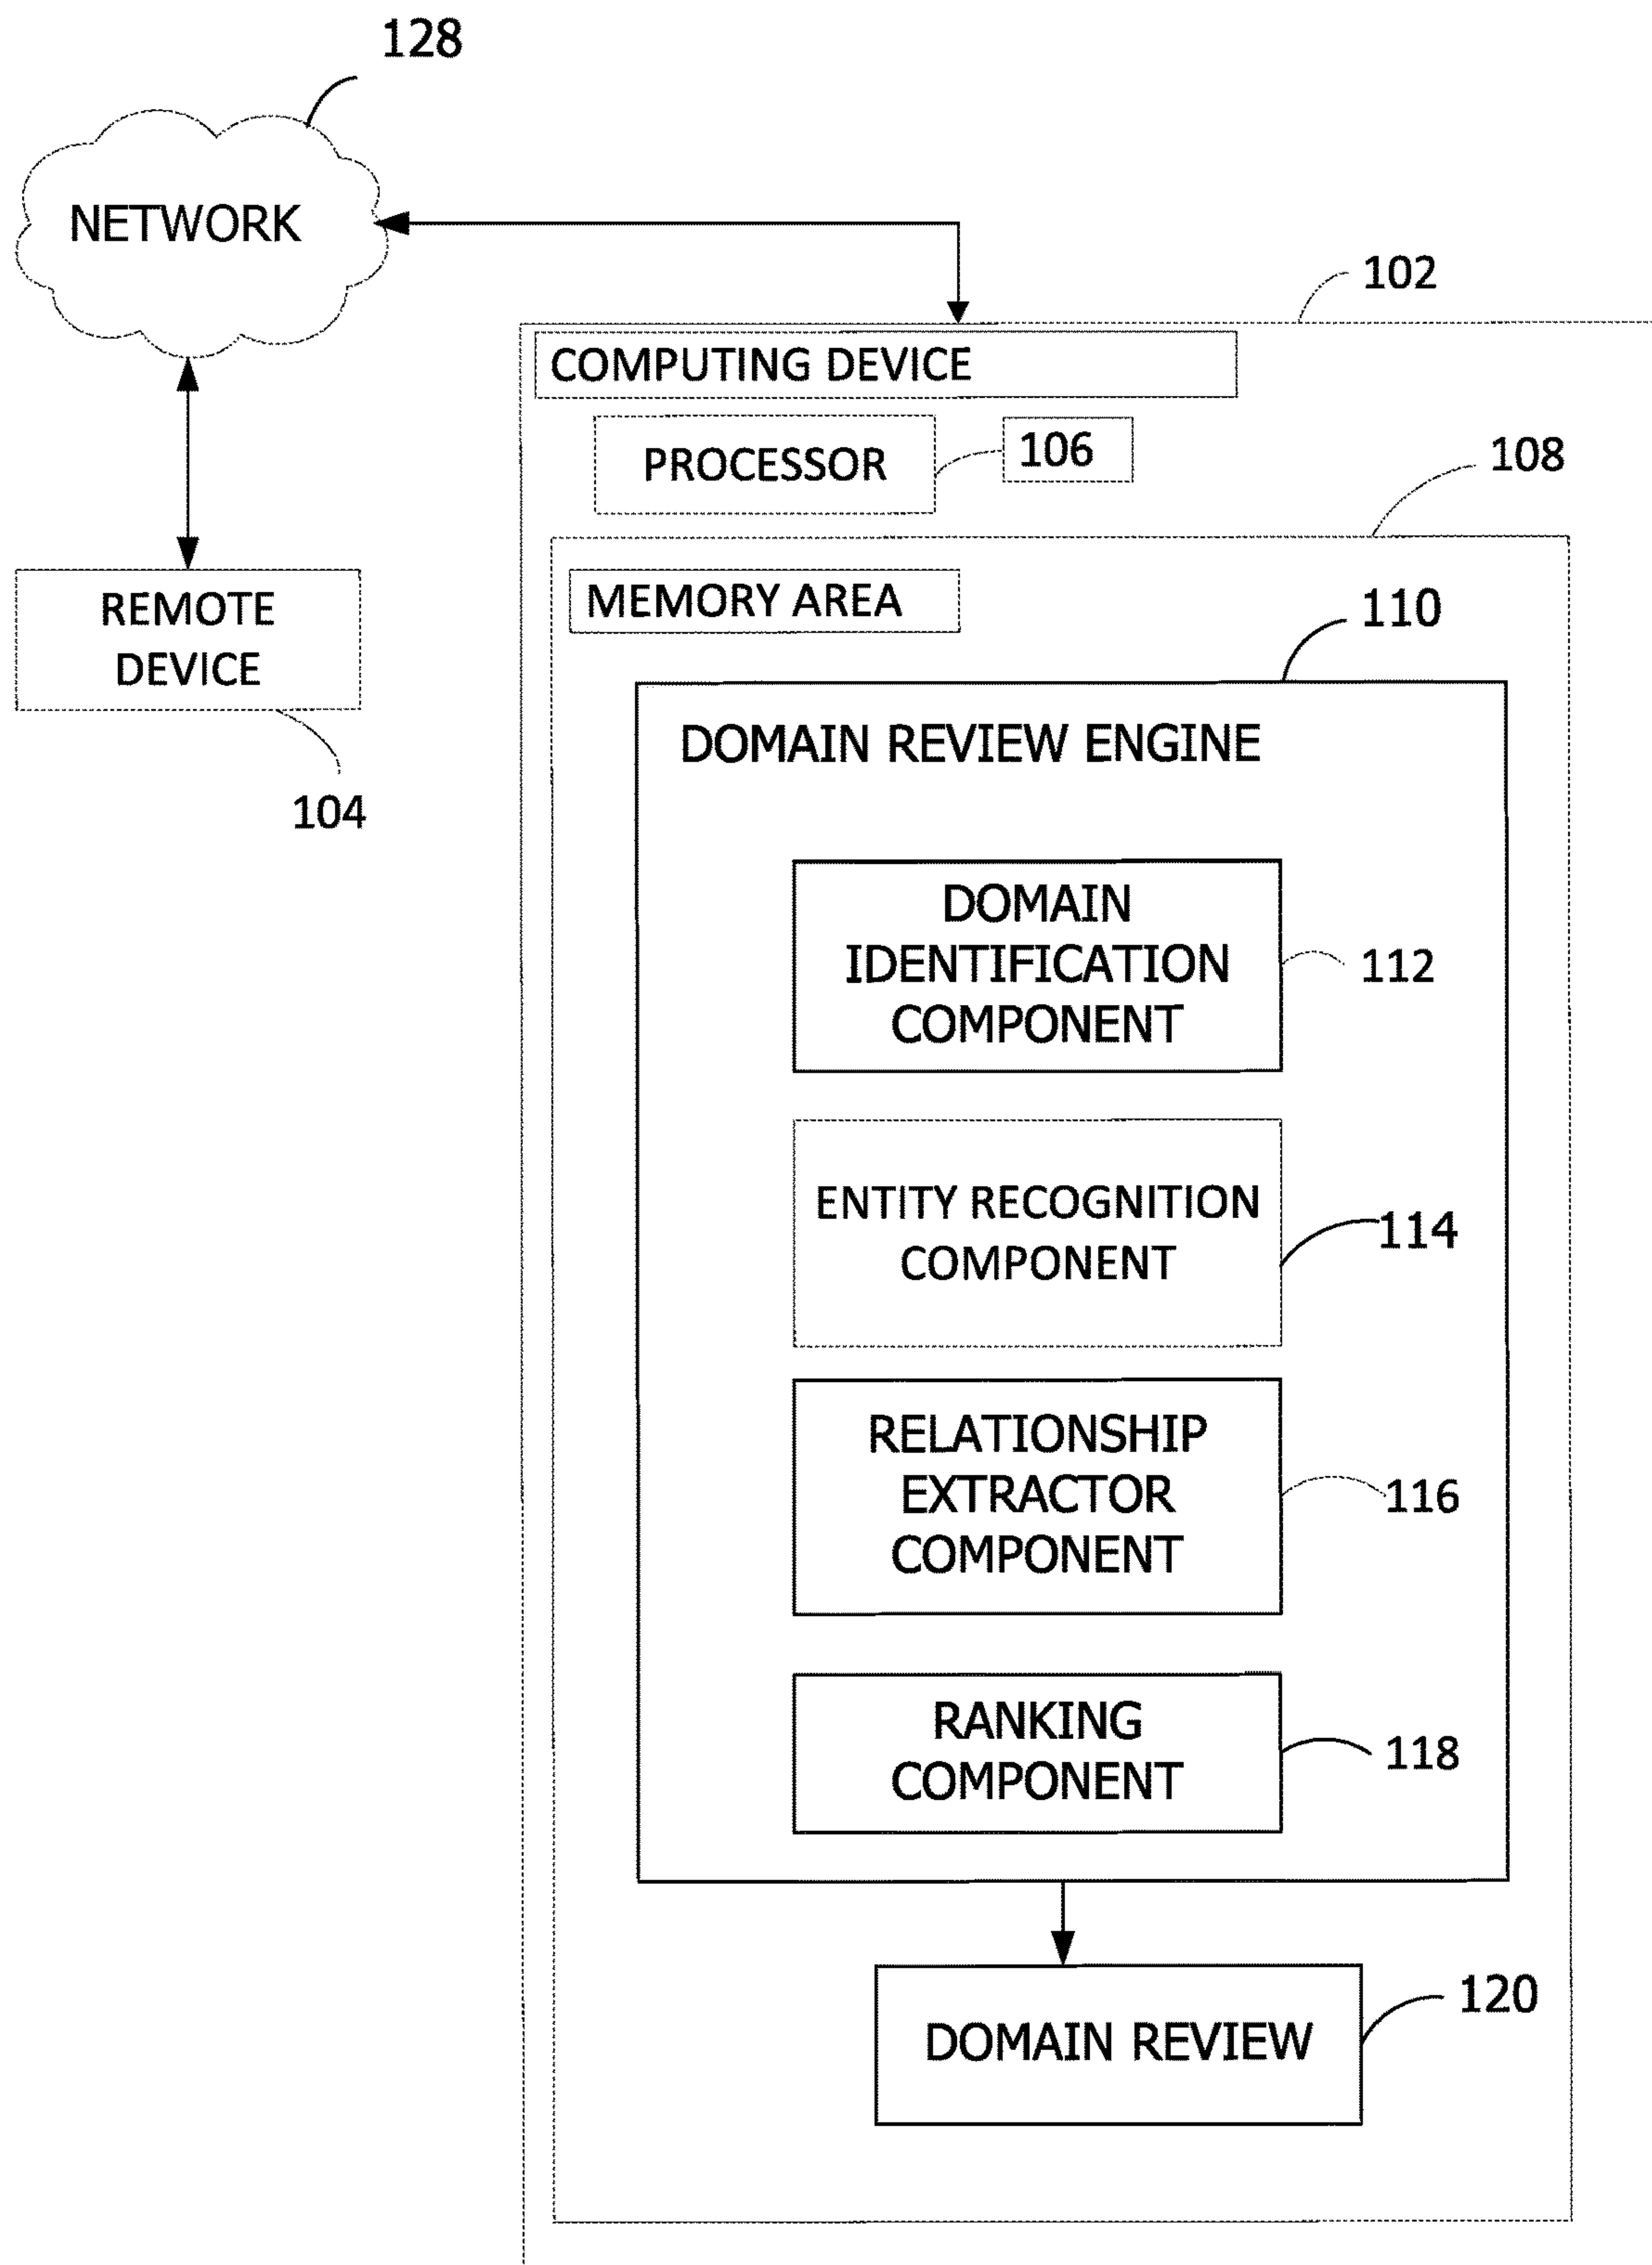 128
NETWORK
102
COMPUTING DEVICE
PROCESSOR
106
108
MEMORY AREA
REMOTE
DEVICE
104
110
DOMAIN REVIEW ENGINE
DOMAIN
IDENTIFICATION
COMPONENT
112
ENTITY RECOGNITION
COMPONENT
114
RELATIONSHIP
EXTRACTOR
COMPONENT
116
RANKING
COMPONENT
118
DOMAIN REVIEW
120